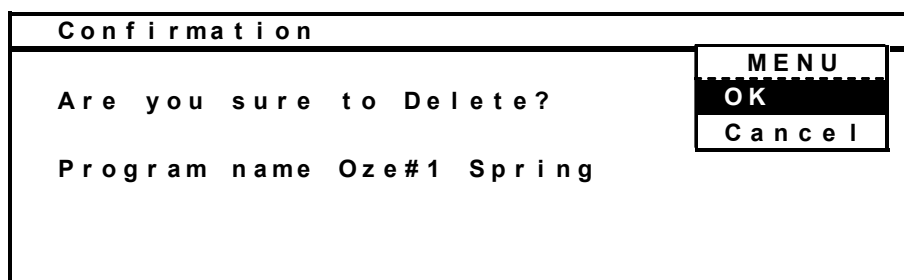 Confirmation
MENU
Are you sure to Delete?
OK
Cancel
Program name Oze#1 Spring